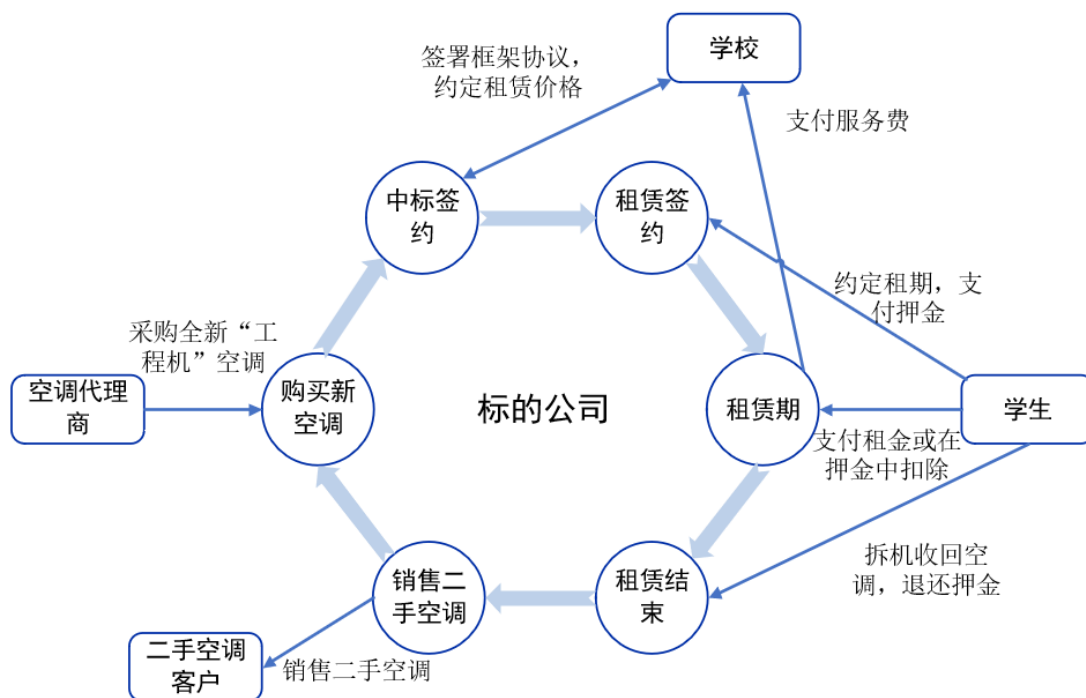 学校
签署框架协议，
约定租赁价格
支付服务费
中标签
约
租赁签
约
约定租期，支
付押金
采购全新“工
程机”空调
空调代理
商
购买新
空调
标的公司
租赁期
学生
支付租金或在
押金中扣除
拆机收回空
调，退还押金
销售二
手空调
租赁结
束
二手空调
客户
销售二手空调